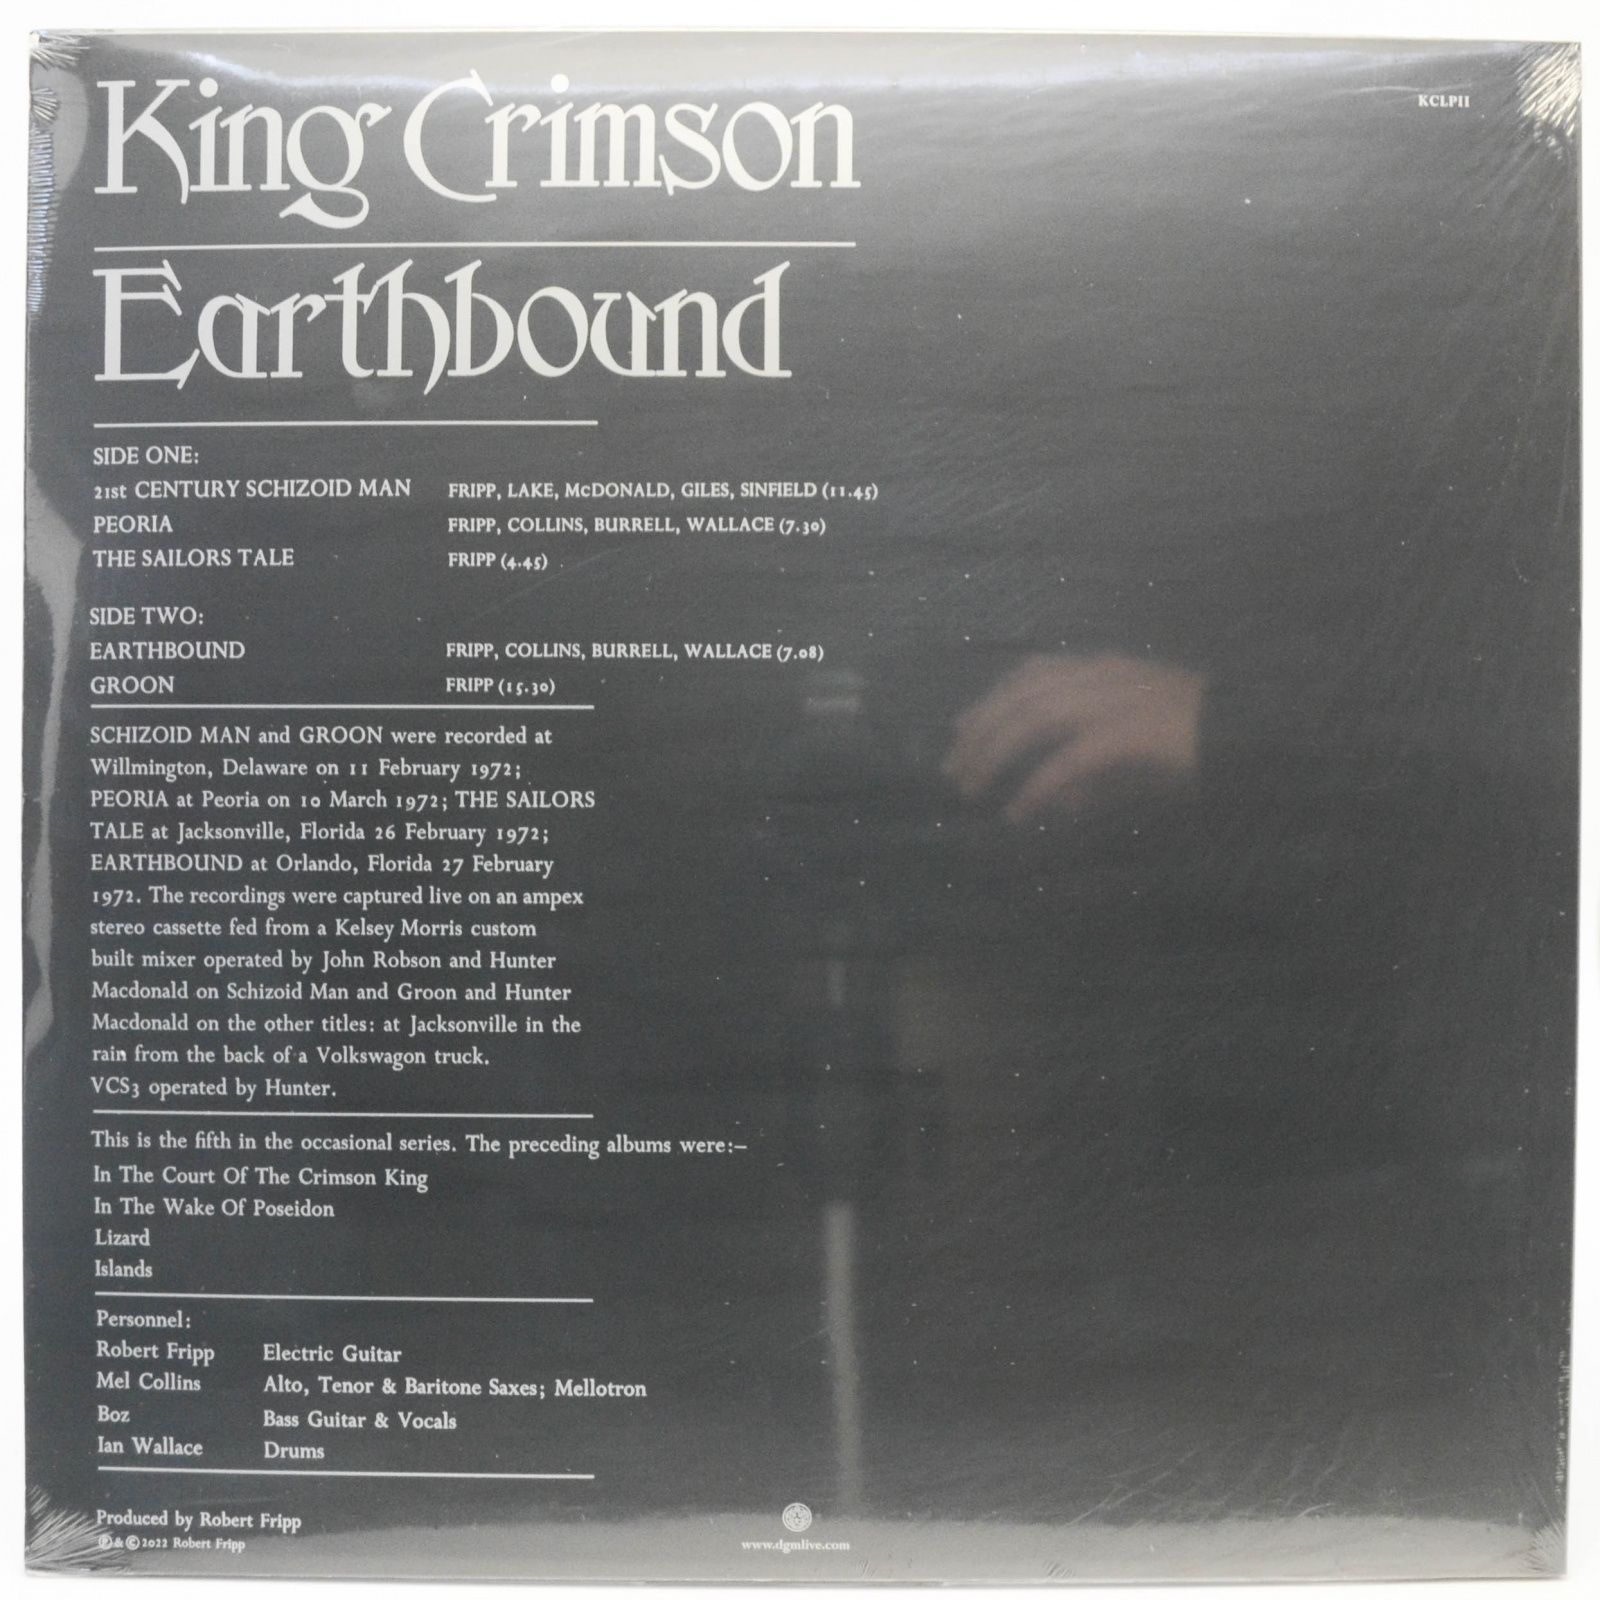 King Crimson
KCLP11
Earthbound
SIDE ONE:
21st CENTURY SCHIZOID MAN FRIPP, LAKE, McDONALD, GILES, SINFIELD (11.45)
PEORIA FRIPP, COLLINS, BURRELL, WALLACE (7.30)
THE SAILORS TALE FRIPP (4.45)
SIDE TWO:
EARTHBOUND FRIPP, COLLINS, BURRELL, WALLACE (7.08)
GROON FRIPP (15.30)
SCHIZOID MAN and GROON were recorded at
Willmington, Delaware on 11 February 1972;
PEORIA at Peoria on 10 March 1972; THE SAILORS
TALE at Jacksonville, Florida 26 February 1972;
EARTHBOUND at Orlando, Florida 27 February
1972. The recordings were captured live on an ampex
stereo cassette fed from a Kelsey Morris custom
built mixer operated by John Robson and Hunter
Macdonald on Schizoid Man and Groon and Hunter
Macdonald on the other titles: at Jacksonville in the
rain from the back of a Volkswagon truck.
VCS3 operated by Hunter.
This is the fifth in the occasional series. The preceding albums were:–
In The Court Of The Crimson King
In The Wake Of Poseidon
Lizard
Islands
Personnel:
Robert Fripp Electric Guitar
Mel Collins Alto, Tenor & Baritone Saxes; Mellotron
Boz Bass Guitar & Vocals
Ian Wallace Drums
Produced by Robert Fripp
℗ & © 2022 Robert Fripp
www.dgmlive.com